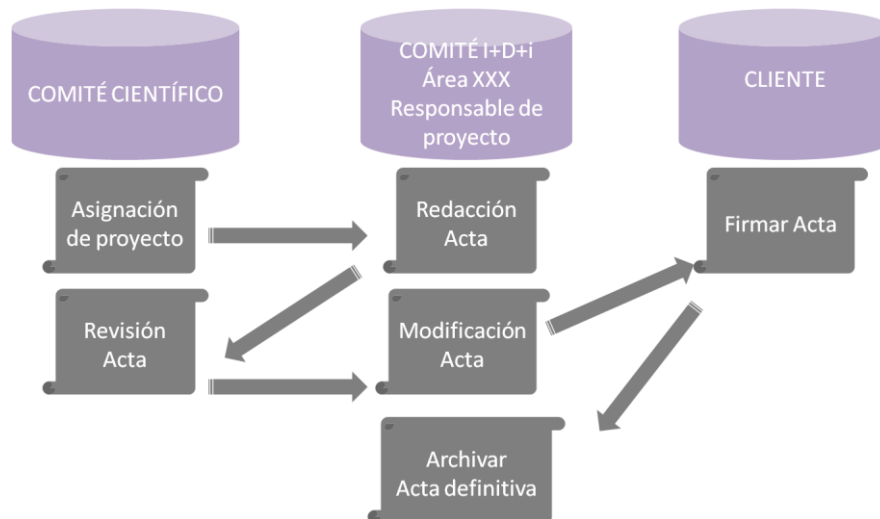 COMITÉ CIENTÍFICO
COMITÉ I+D+i
Área XXX
Responsable de
proyecto
CLIENTE
Asignación
de proyecto
Redacción
Acta
Firmar Acta
Revisión
Acta
Modificación
Acta
Archivar
Acta definitiva